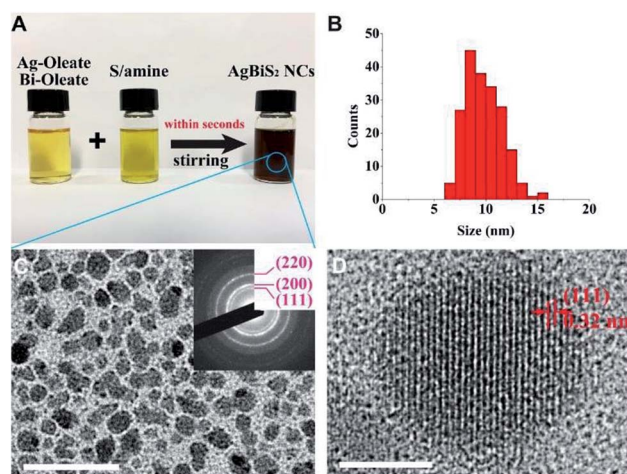 A
Ag-Oleate
Bi-Oleate
S/amine
AgBiS₂ NCs
+
within seconds
stirring
B
50
40
30
20
10
0
Counts
0
5
10
15
20
Size (nm)
C
(220)
(200)
(111)
D
(111)
0.32 nm